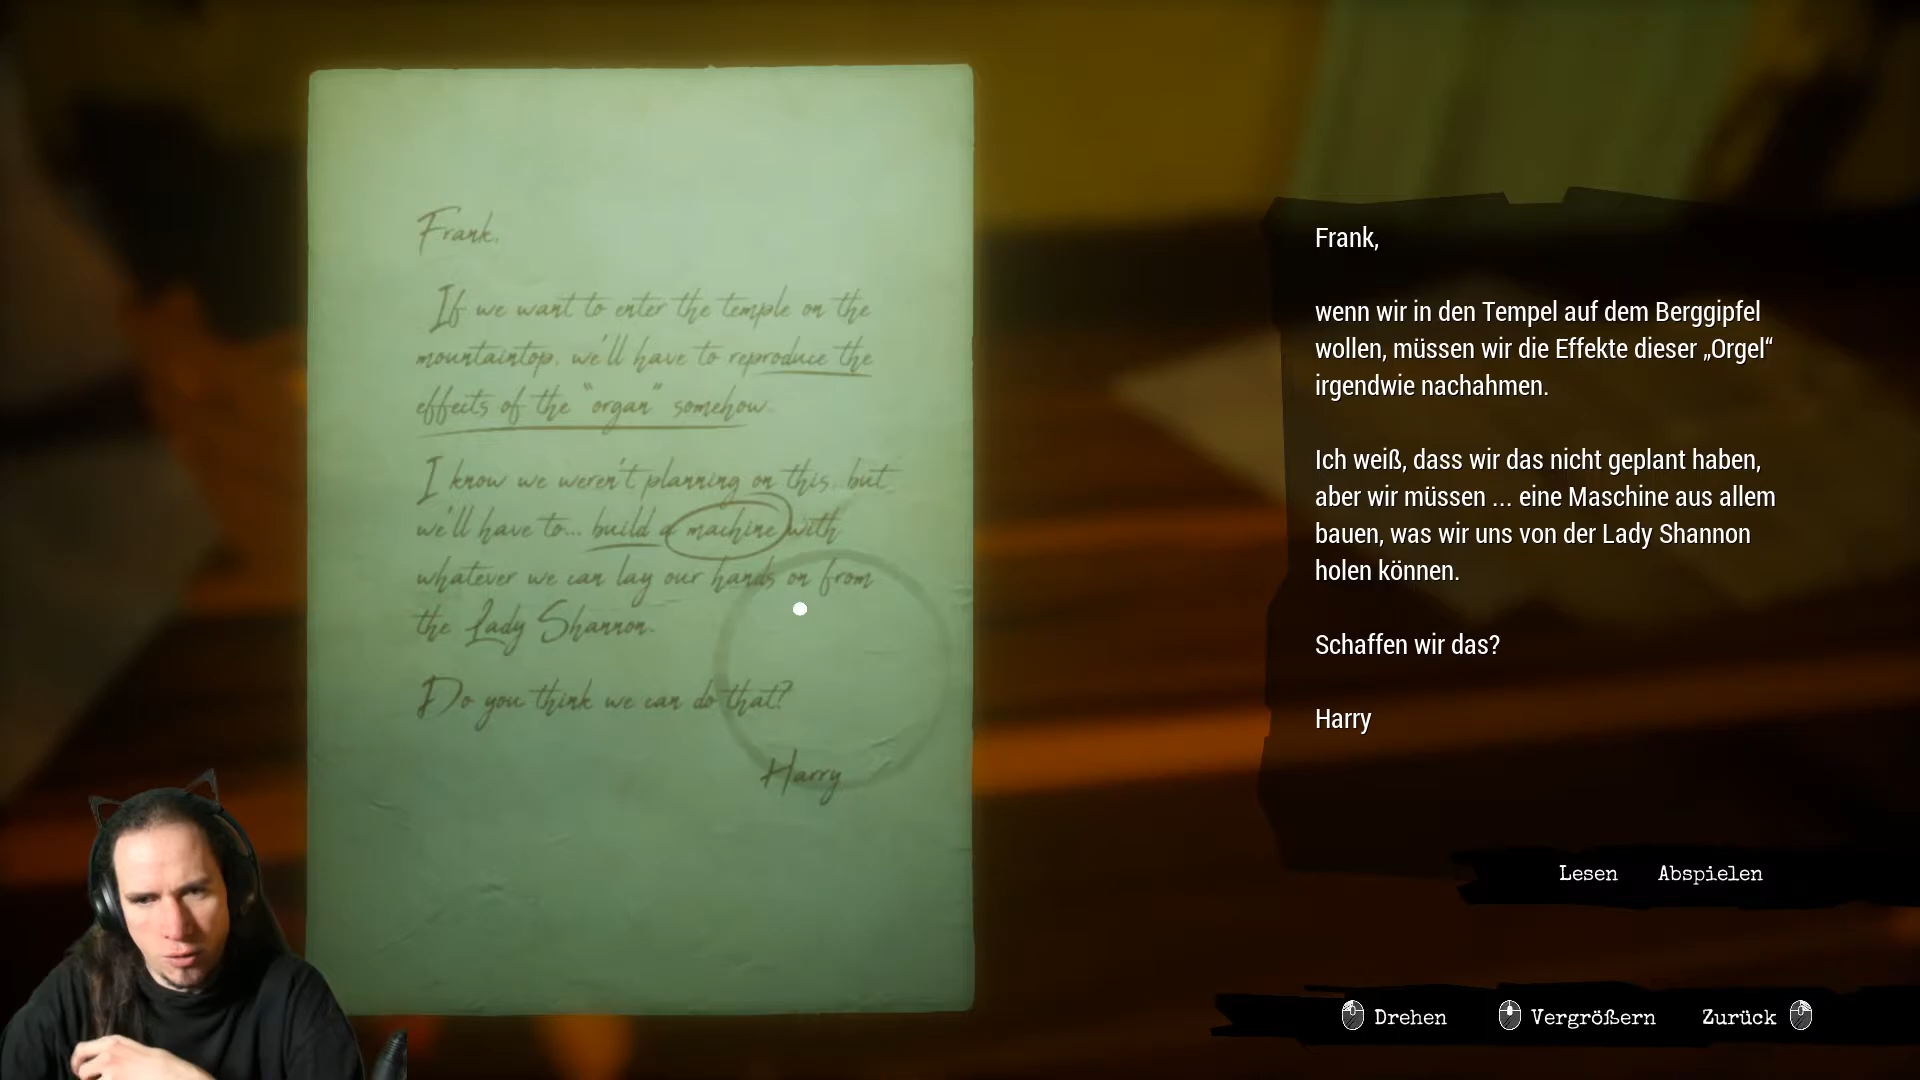 Frank,
If we want to enter the temple on the
mountaintop, we'll have to reproduce the
effects of the "organ" somehow.
I know we weren't planning on this, but
we'll have to... build a machine with
whatever we can lay our hands on from
the Lady Shannon.
Do you think we can do that?
Harry
Frank,
wenn wir in den Tempel auf dem Berggipfel
wollen, müssen wir die Effekte dieser „Orgel“
irgendwie nachahmen.
Ich weiß, dass wir das nicht geplant haben,
aber wir müssen ... eine Maschine aus allem
bauen, was wir uns von der Lady Shannon
holen können.
Schaffen wir das?
Harry
Lesen Abspielen
Drehen Vergrößern Zurück